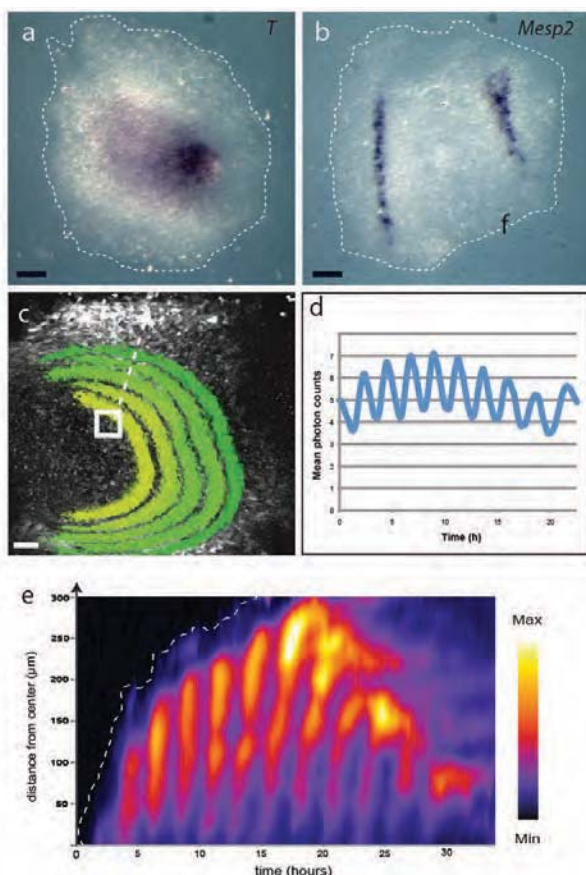 a
T
b
Mesp2
f
c
d
7
6
5
4
3
2
1
0
Mean photon counts
0
5
10
15
20
Time (h)
e
300
250
200
150
100
50
distance from center (μm)
5
10
15
20
25
30
time (hours)
Max
Min